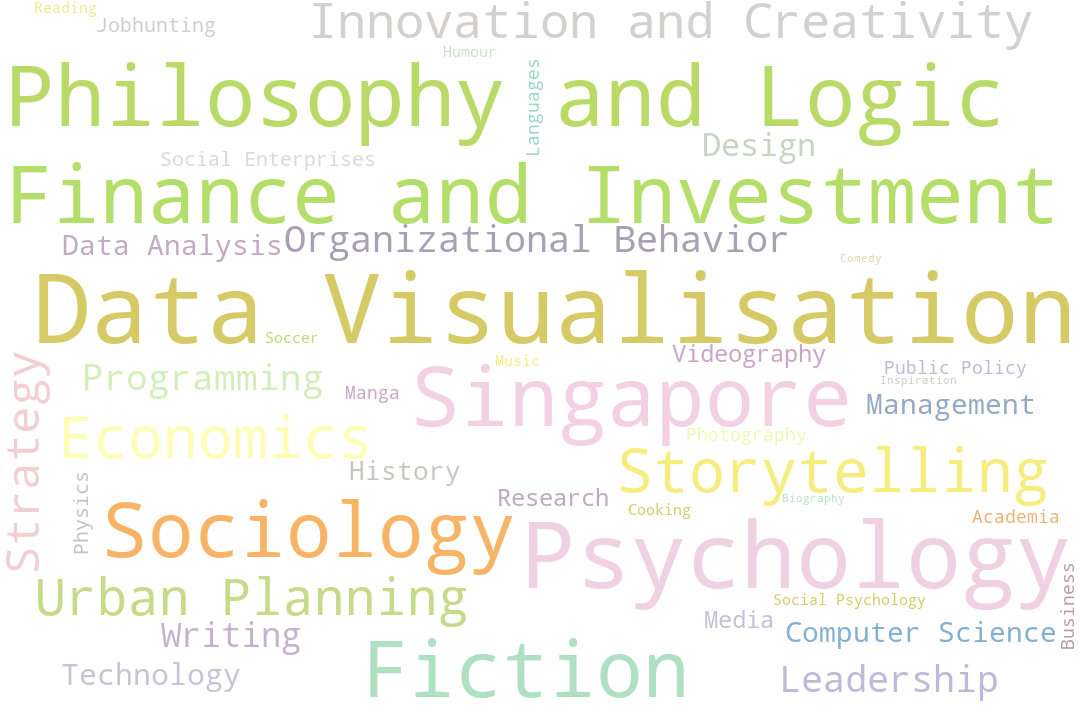 Reading
Jobhunting
Innovation and Creativity
Humour
Philosophy and Logic
Languages
Design
Social Enterprises
Finance and Investment
Data Analysis
Organizational Behavior
Comedy
Data Visualisation
Soccer
Strategy
Music
Videography
Programming
Manga
Singapore
Public Policy
Inspiration
Management
Economics
Photography
History
Storytelling
Physics
Research
Biography
Cooking
Sociology
Academia
Psychology
Urban Planning
Social Psychology
Business
Writing
Media
Computer Science
Technology
Fiction
Leadership